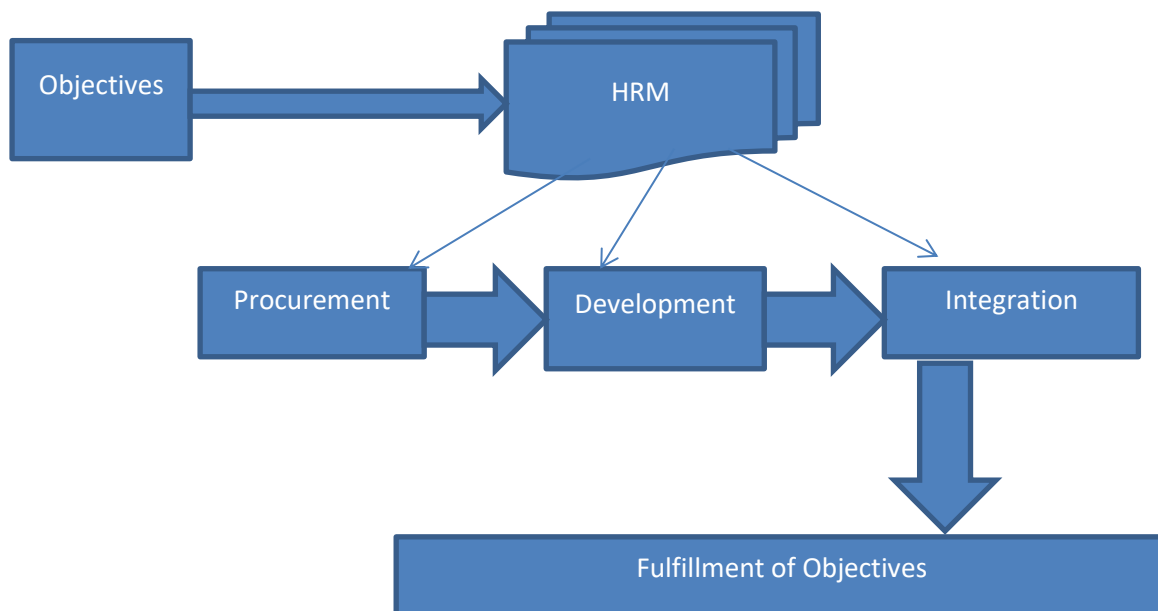 Objectives
HRM
Procurement
Development
Integration
Fulfillment of Objectives